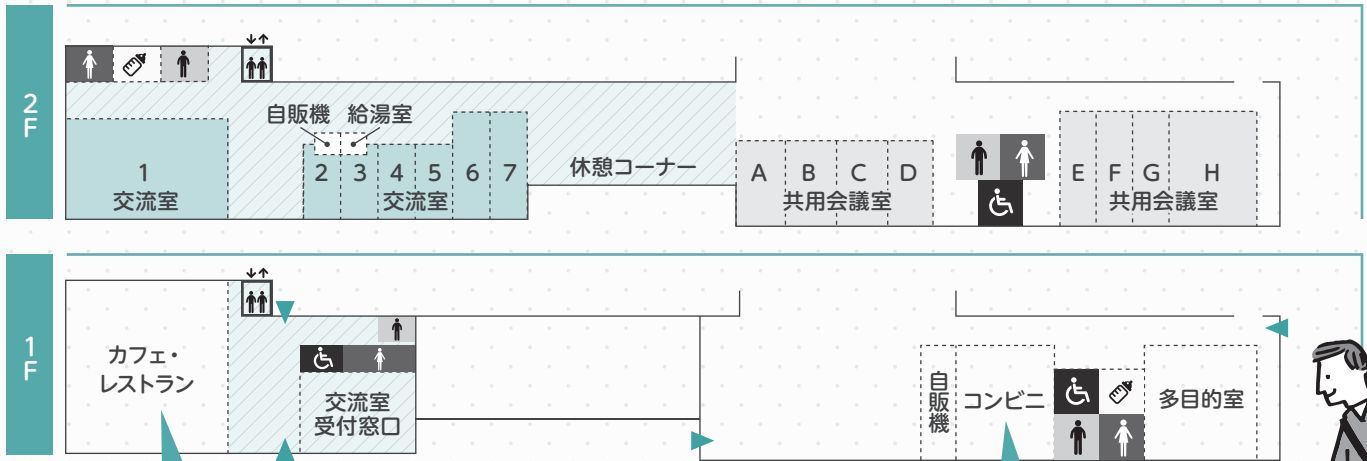 2F
自販機 給湯室
1
交流室
2 3 4 5 6 7
交流室
休憩コーナー
A B C D
共用会議室
E F G H
共用会議室
1F
カフェ・
レストラン
交流室
受付窓口
自販機
コンビニ
多目的室